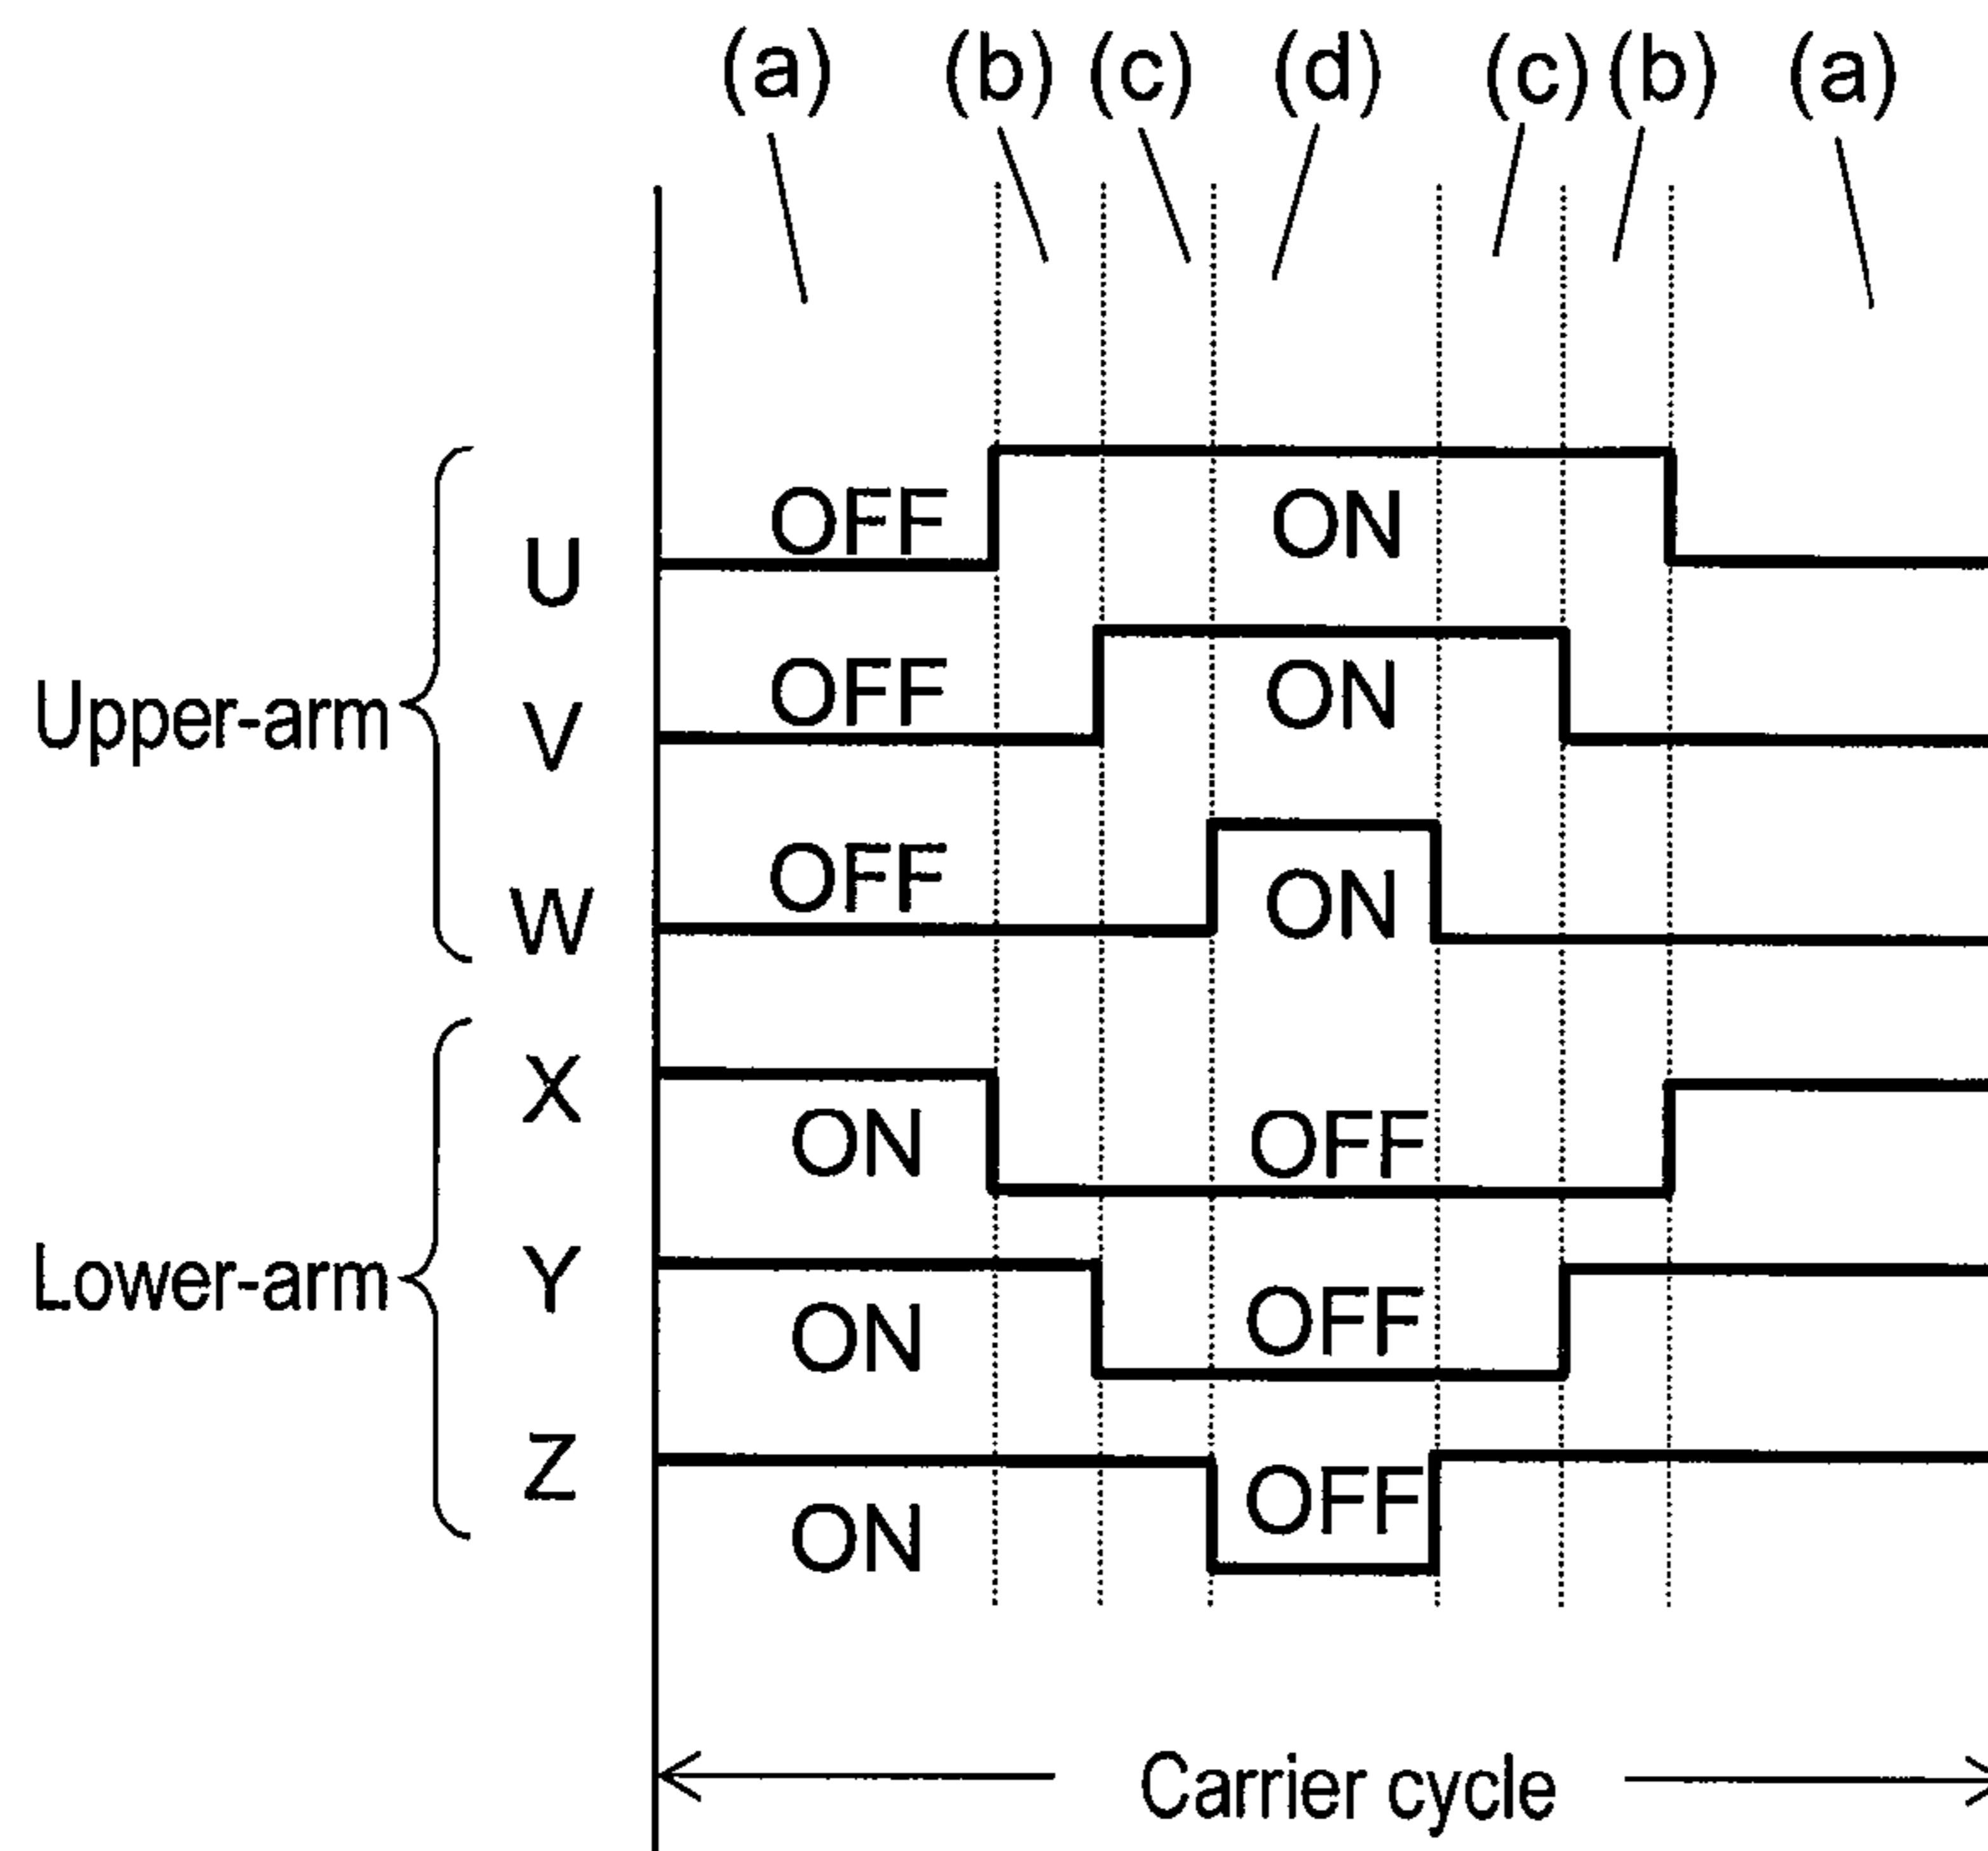 (a) (b) (c) (d) (c) (b) (a)
OFF ON
U
OFF ON
Upper-arm V
OFF ON
W
X
ON OFF
Lower-arm Y
ON OFF
Z OFF
ON
Carrier cycle